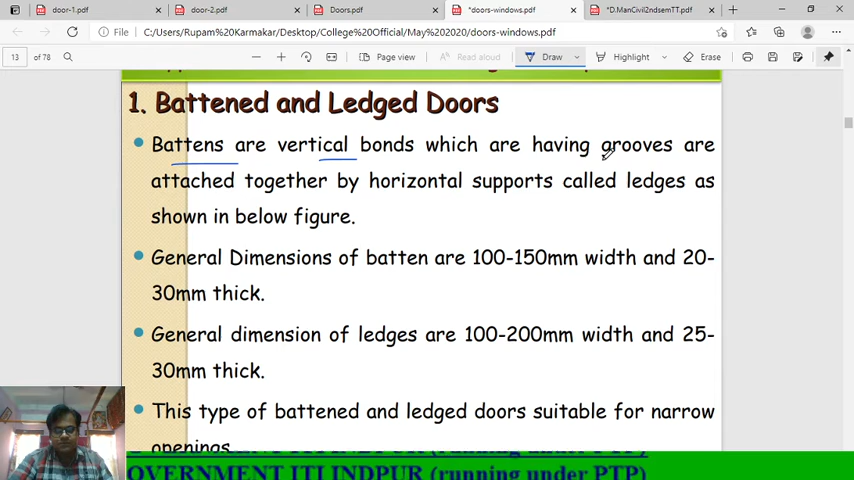 door-1.pdf
door-2.pdf
Doors.pdf
*doors-windows.pdf
*D.ManCivil2ndsemTT.pdf
File
C:/Users/Rupam%20Karmakar/Desktop/College%20Official/May%202020/doors-windows.pdf
13
of 78
Page view
Read aloud
Draw
Highlight
Erase
1. Battened and Ledged Doors
Battens are vertical bonds which are having grooves are
attached together by horizontal supports called ledges as
shown in below figure.
General Dimensions of batten are 100-150mm width and 20-
30mm thick.
General dimension of ledges are 100-200mm width and 25-
30mm thick.
This type of battened and ledged doors suitable for narrow
openings
OVERNMENT ITI INDPUR (running under PTP)